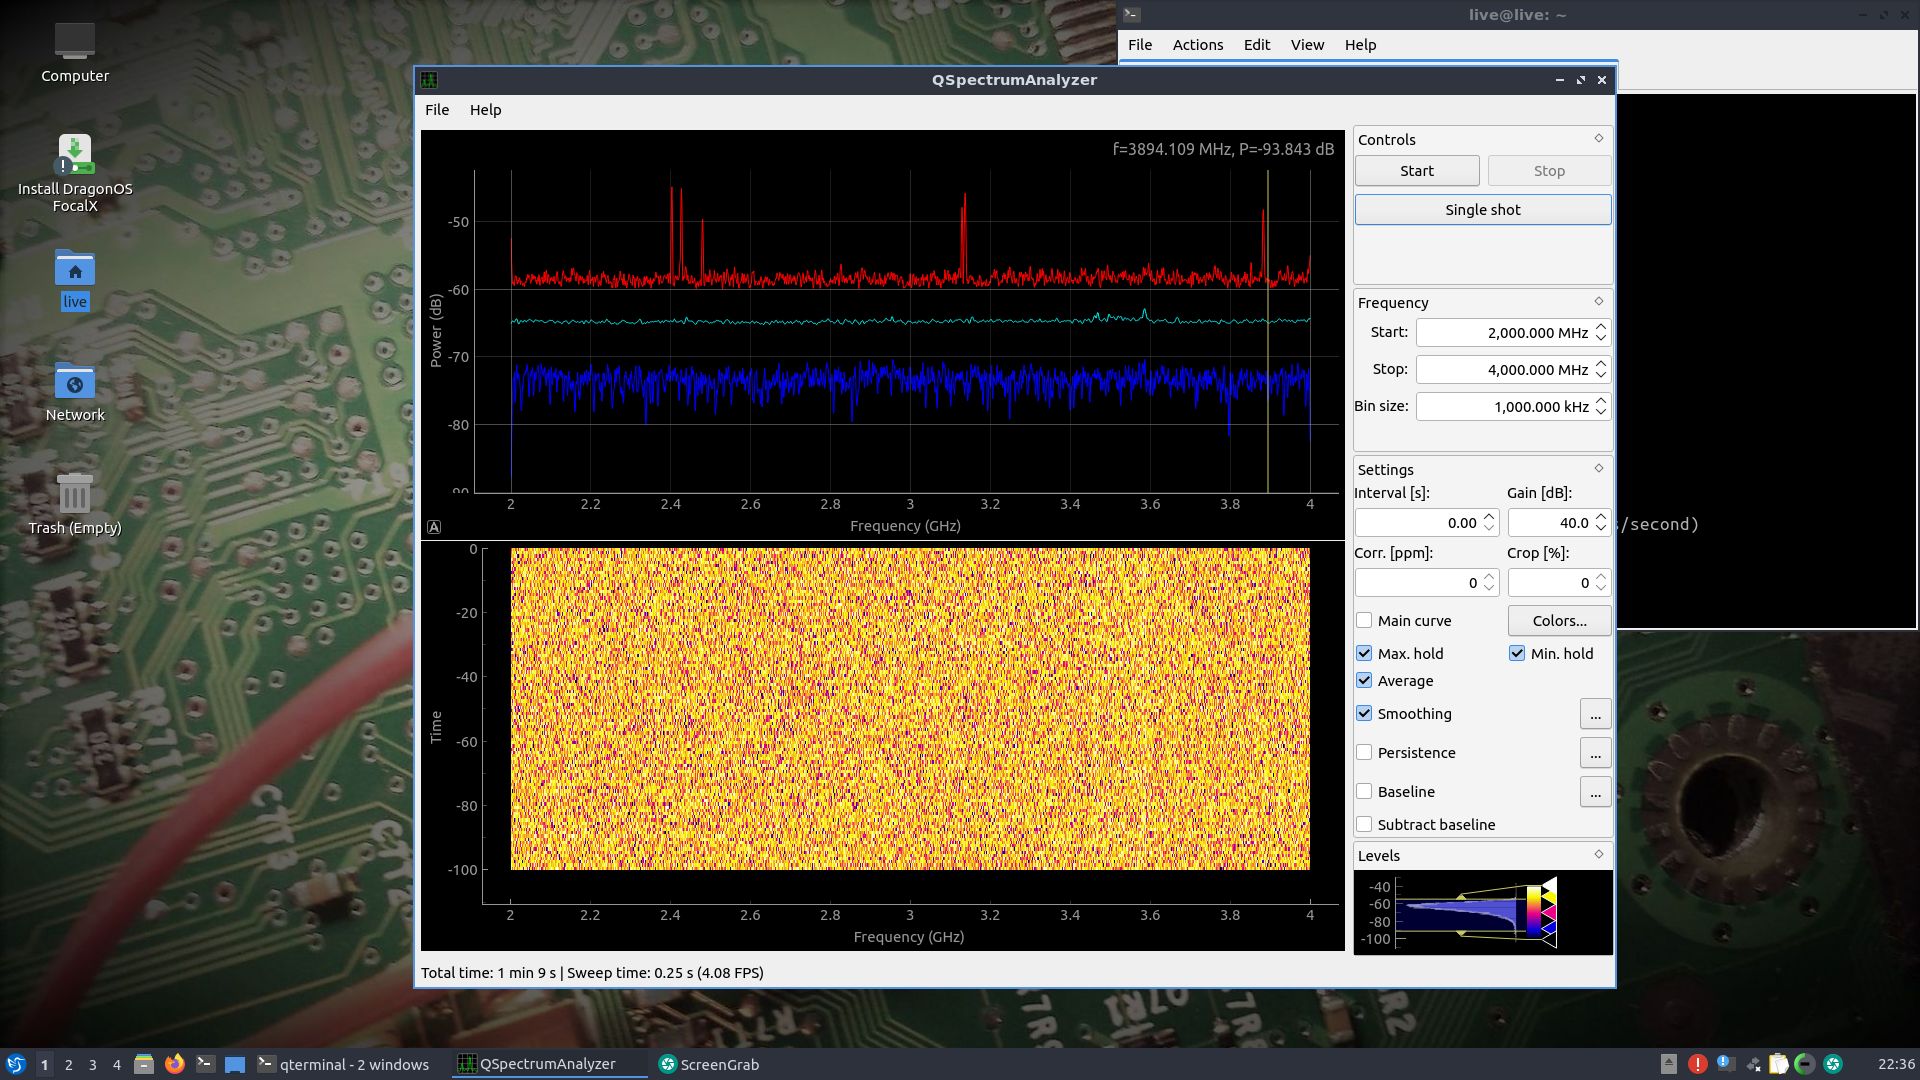 Computer
Install DragonOS
FocalX
live
Network
Trash (Empty)
live@live: ~
File Actions Edit View Help
/second)
QSpectrumAnalyzer
File Help
f=3894.109 MHz, P=-93.843 dB
Power (dB)
-50
-60
-70
-80
-90
2 2.2 2.4 2.6 2.8 3 3.2 3.4 3.6 3.8 4
Frequency (GHz)
A
Time
0
-20
-40
-60
-80
-100
2 2.2 2.4 2.6 2.8 3 3.2 3.4 3.6 3.8 4
Frequency (GHz)
Total time: 1 min 9 s | Sweep time: 0.25 s (4.08 FPS)
Controls
Start Stop
Single shot
Frequency
Start: 2,000.000 MHz
Stop: 4,000.000 MHz
Bin size: 1,000.000 kHz
Settings
Interval [s]: Gain [dB]:
0.00 40.0
Corr. [ppm]: Crop [%]:
0 0
Main curve Colors...
Max. hold Min. hold
Average
Smoothing ...
Persistence ...
Baseline ...
Subtract baseline
Levels
-40
-60
-80
-100
1 2 3 4 qterminal - 2 windows QSpectrumAnalyzer ScreenGrab 22:36